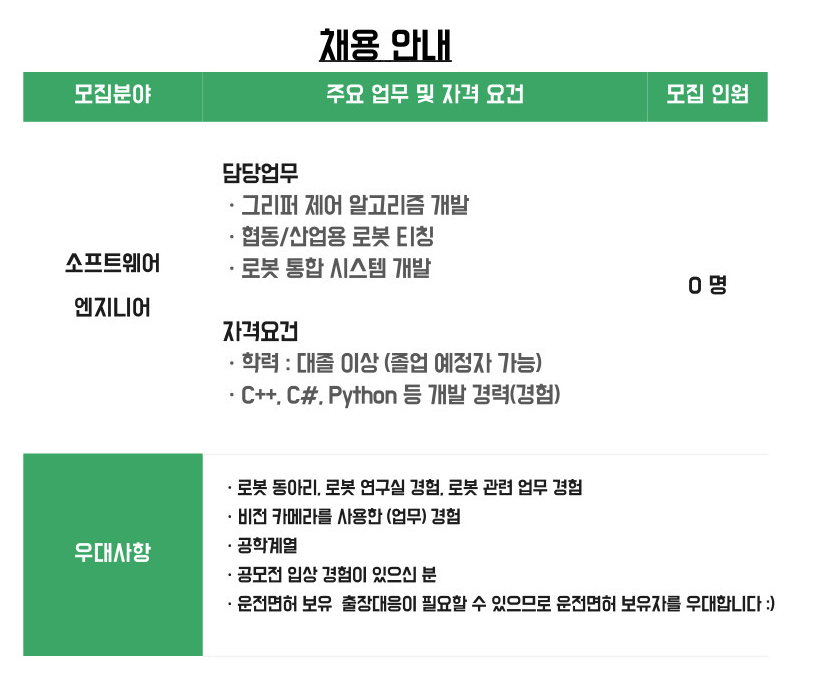 채용 안내
모집분야 주요 업무 및 자격 요건 모집 인원
소프트웨어
엔지니어
담당업무
· 그리퍼 제어 알고리즘 개발
· 협동/산업용 로봇 티칭
· 로봇 통합 시스템 개발
자격요건
· 학력 : 대졸 이상 (졸업 예정자 가능)
· C++, C#, Python 등 개발 경력(경험)
0 명
우대사항
· 로봇 동아리, 로봇 연구실 경험, 로봇 관련 업무 경험
· 비전 카메라를 사용한 (업무) 경험
· 공학계열
· 공모전 입상 경험이 있으신 분
· 운전면허 보유 출장대응이 필요할 수 있으므로 운전면허 보유자를 우대합니다 :)